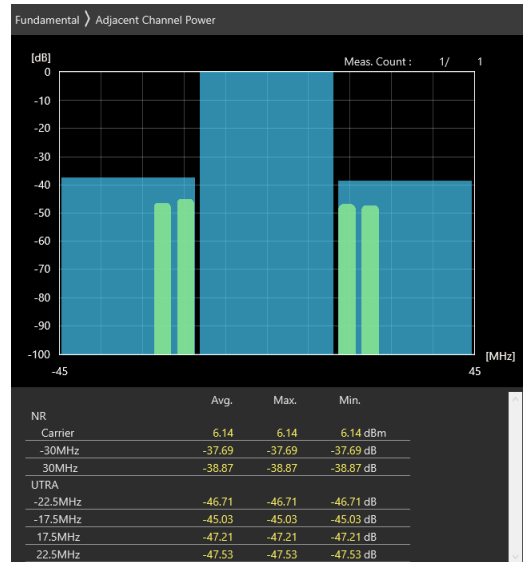 Fundamental ⟩ Adjacent Channel Power
[dB]
Meas. Count : 1/ 1
0
-10
-20
-30
-40
-50
-60
-70
-80
-90
-100
[MHz]
-45 45
Avg. Max. Min.
NR
Carrier 6.14 6.14 6.14 dBm
-30MHz -37.69 -37.69 -37.69 dB
30MHz -38.87 -38.87 -38.87 dB
UTRA
-22.5MHz -46.71 -46.71 -46.71 dB
-17.5MHz -45.03 -45.03 -45.03 dB
17.5MHz -47.21 -47.21 -47.21 dB
22.5MHz -47.53 -47.53 -47.53 dB